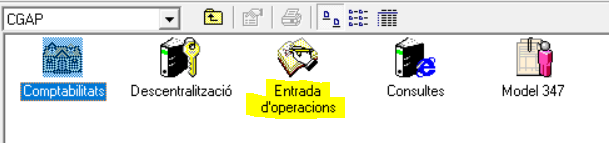 CGAP
Comptabilitats
Descentralització
Entrada
d'operacions
Consultes
Model 347